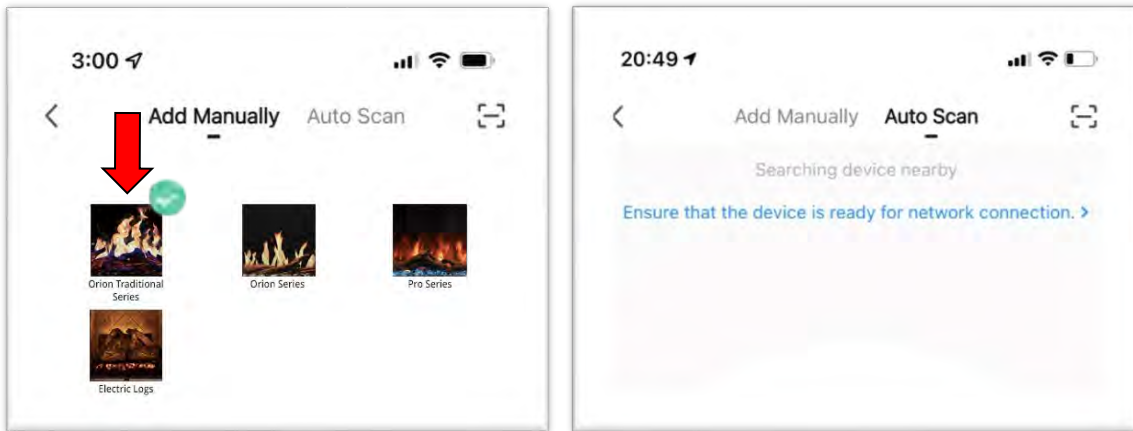 3:00
Add Manually Auto Scan
Orion Traditional
Series
Orion Series
Pro Series
Electric Logs
20:49
Add Manually Auto Scan
Searching device nearby
Ensure that the device is ready for network connection. >